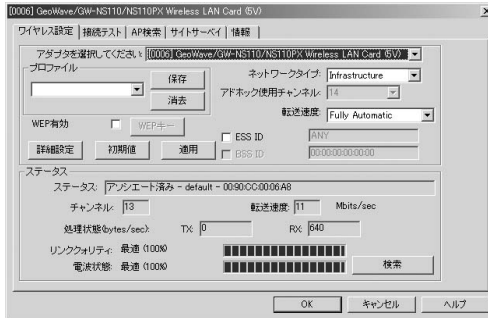 [0006] GeoWave/GW-NS110/NS110PX Wireless LAN Card (5V)
ワイヤレス設定 接続テスト AP検索 サイトサーベイ 情報
アダプタを選択してください: [0006] GeoWave/GW-NS110/NS110PX Wireless LAN Card (5V)
プロファイル
保存
消去
ネットワークタイプ: Infrastructure
アドホック使用チャンネル: 14
転送速度: Fully Automatic
WEP有効 WEPキー
ESS ID ANY
BSS ID 00:00:00:00:00:00
詳細設定 初期値 適用
ステータス
ステータス: アソシエート済み - default - 00:90:CC:00:06:A8
チャンネル: 13 転送速度: 11 Mbits/sec
処理状態(bytes/sec): TX: 0 RX: 640
リンククォリティ: 最適 (100%)
電波状態: 最適 (100%)
検索
OK キャンセル ヘルプ